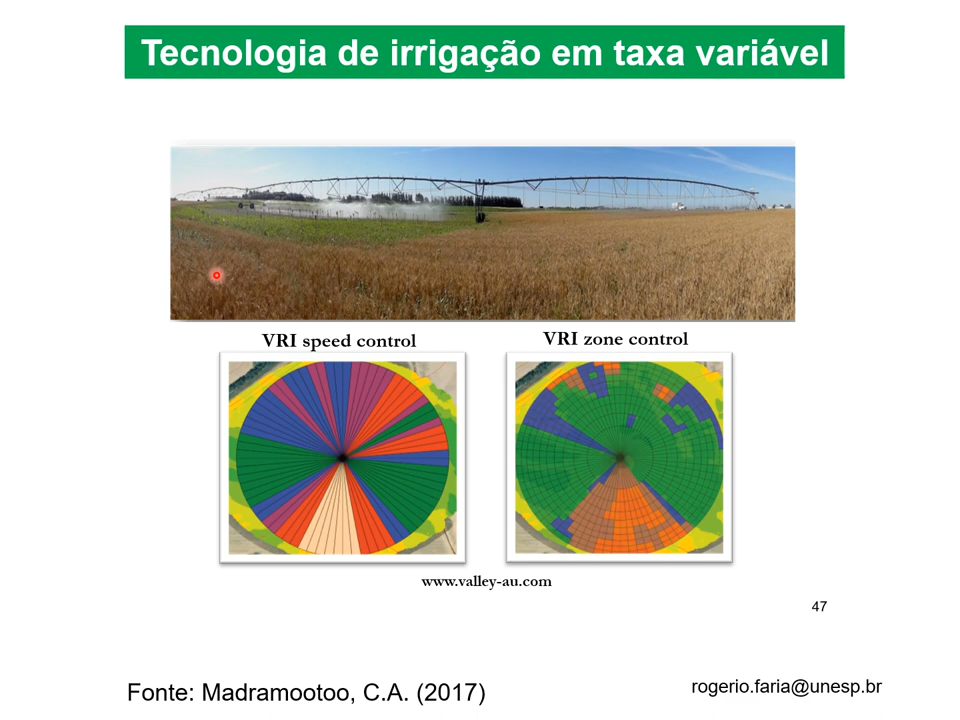 Tecnologia de irrigação em taxa variável
VRI speed control
VRI zone control
www.valley-au.com
47
Fonte: Madramootoo, C.A. (2017)
rogerio.faria@unesp.br